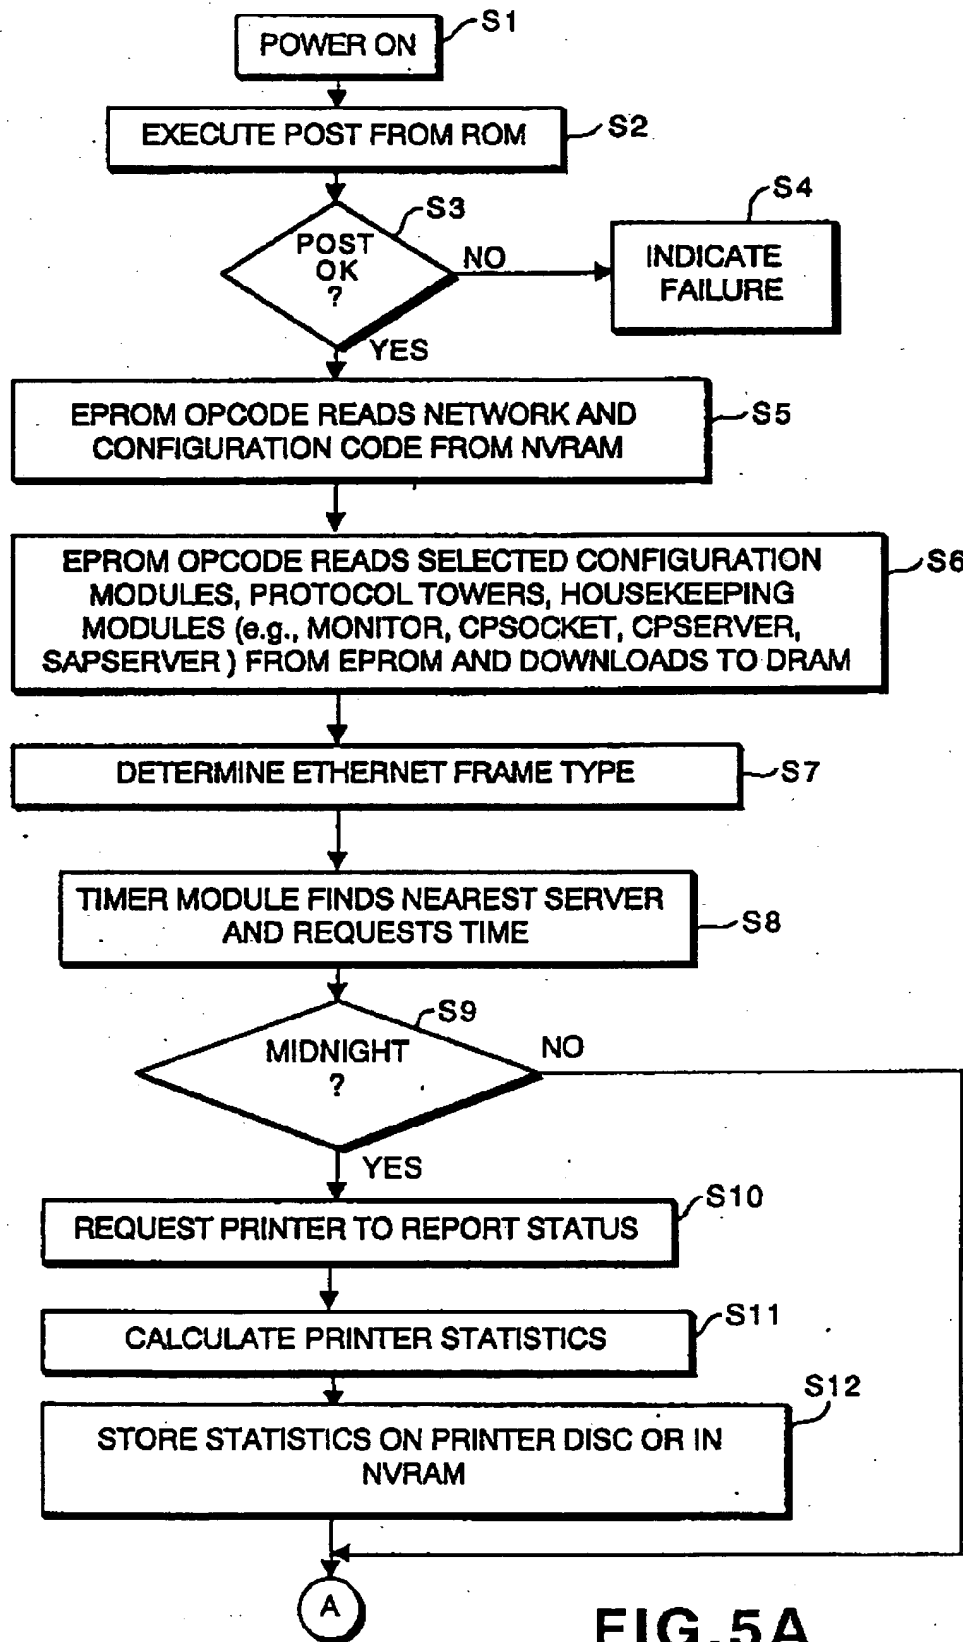 S1
POWER ON
EXECUTE POST FROM ROM
S2
S3
S4
POST
OK
?
NO
INDICATE
FAILURE
YES
EPROM OPCODE READS NETWORK AND
CONFIGURATION CODE FROM NVRAM
S5
EPROM OPCODE READS SELECTED CONFIGURATION
MODULES, PROTOCOL TOWERS, HOUSEKEEPING
MODULES (e.g., MONITOR, CPSOCKET, CPSERVER,
SAPSERVER ) FROM EPROM AND DOWNLOADS TO DRAM
S6
DETERMINE ETHERNET FRAME TYPE
S7
TIMER MODULE FINDS NEAREST SERVER
AND REQUESTS TIME
S8
S9
MIDNIGHT
?
NO
YES
REQUEST PRINTER TO REPORT STATUS
S10
CALCULATE PRINTER STATISTICS
S11
S12
STORE STATISTICS ON PRINTER DISC OR IN
NVRAM
A
FIG.5A